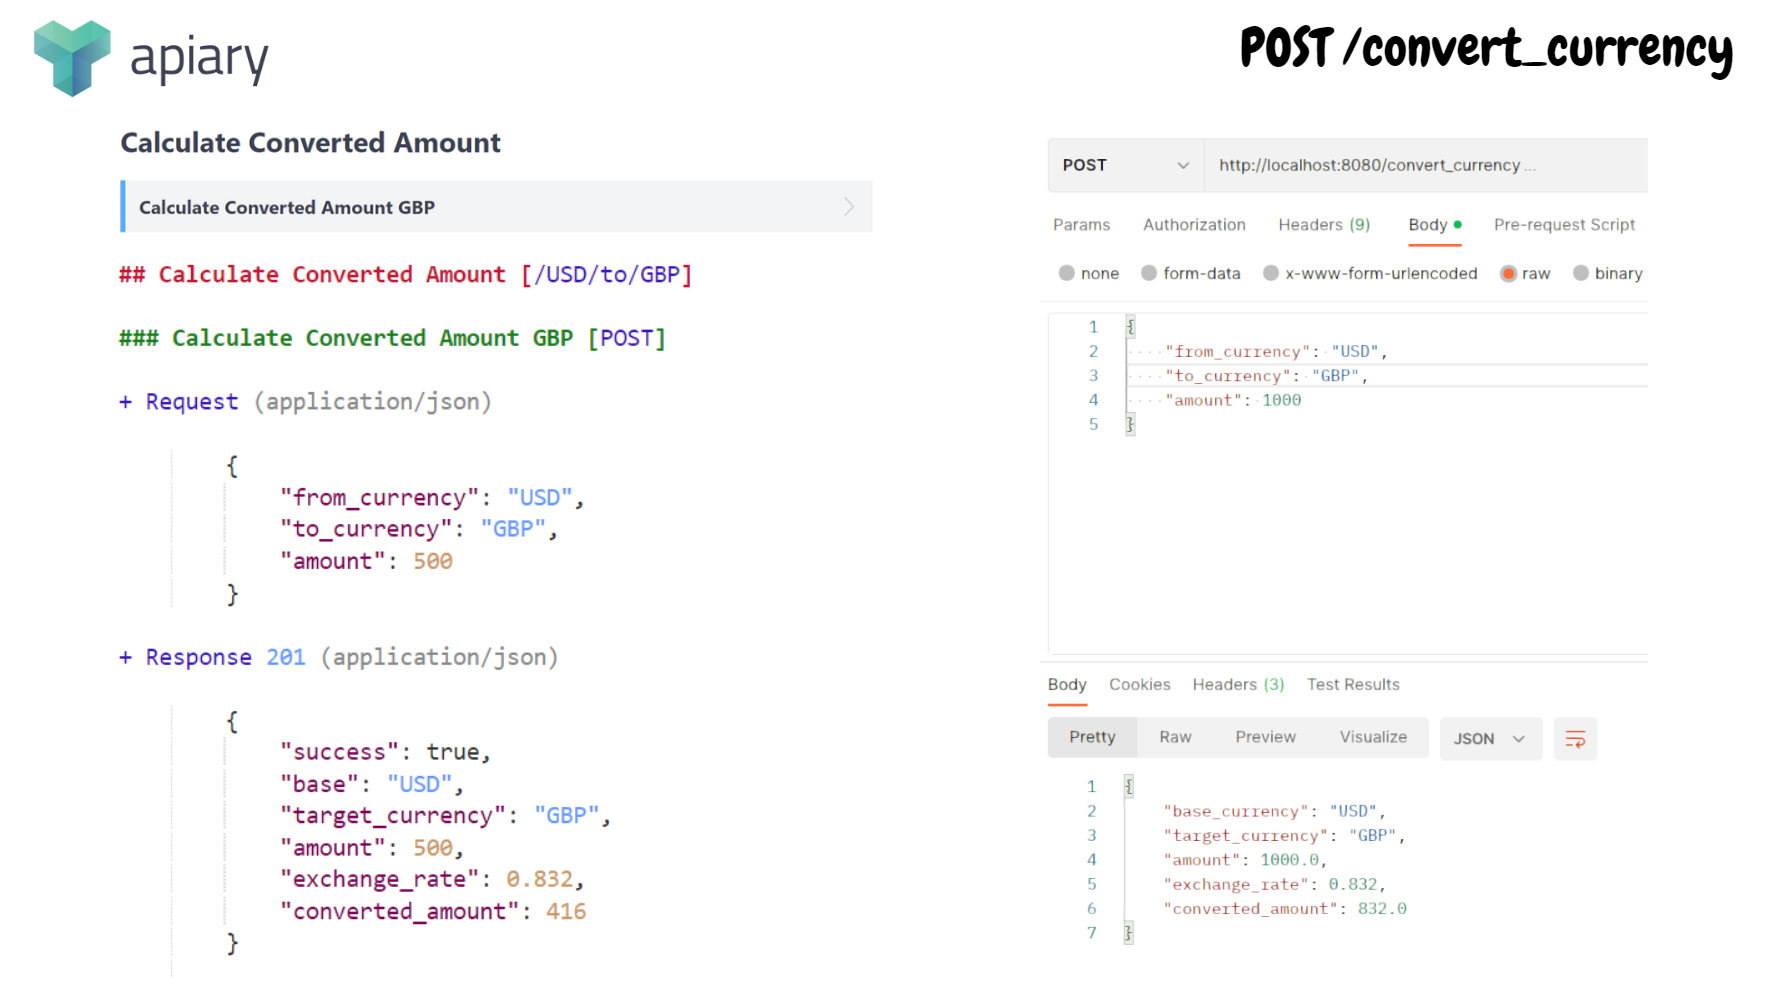 apiary
POST /convert_currency
Calculate Converted Amount
Calculate Converted Amount GBP
## Calculate Converted Amount [/USD/to/GBP]
### Calculate Converted Amount GBP [POST]
+ Request (application/json)
{
"from_currency": "USD",
"to_currency": "GBP",
"amount": 500
}
+ Response 201 (application/json)
{
"success": true,
"base": "USD",
"target_currency": "GBP",
"amount": 500,
"exchange_rate": 0.832,
"converted_amount": 416
}
POST http://localhost:8080/convert_currency ...
Params Authorization Headers (9) Body Pre-request Script
none form-data x-www-form-urlencoded raw binary
1 {
2 "from_currency": "USD",
3 "to_currency": "GBP",
4 "amount": 1000
5 }
Body Cookies Headers (3) Test Results
Pretty Raw Preview Visualize JSON
1 {
2 "base_currency": "USD",
3 "target_currency": "GBP",
4 "amount": 1000.0,
5 "exchange_rate": 0.832,
6 "converted_amount": 832.0
7 }